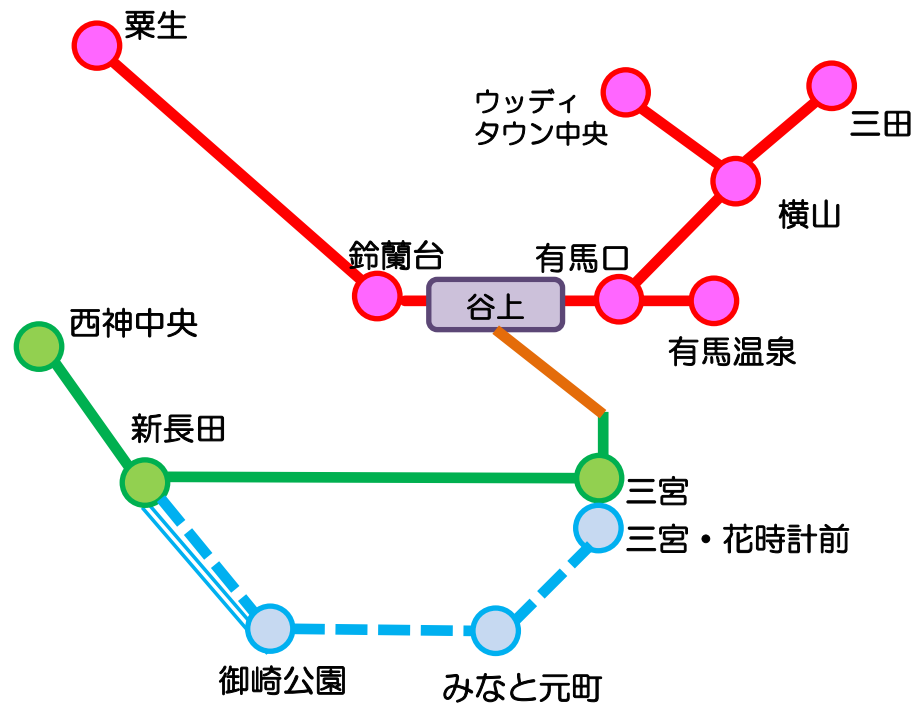 粟生
ウッディ
タウン中央
三田
横山
鈴蘭台
有馬口
谷上
西神中央
有馬温泉
新長田
三宮
三宮・花時計前
御崎公園
みなと元町